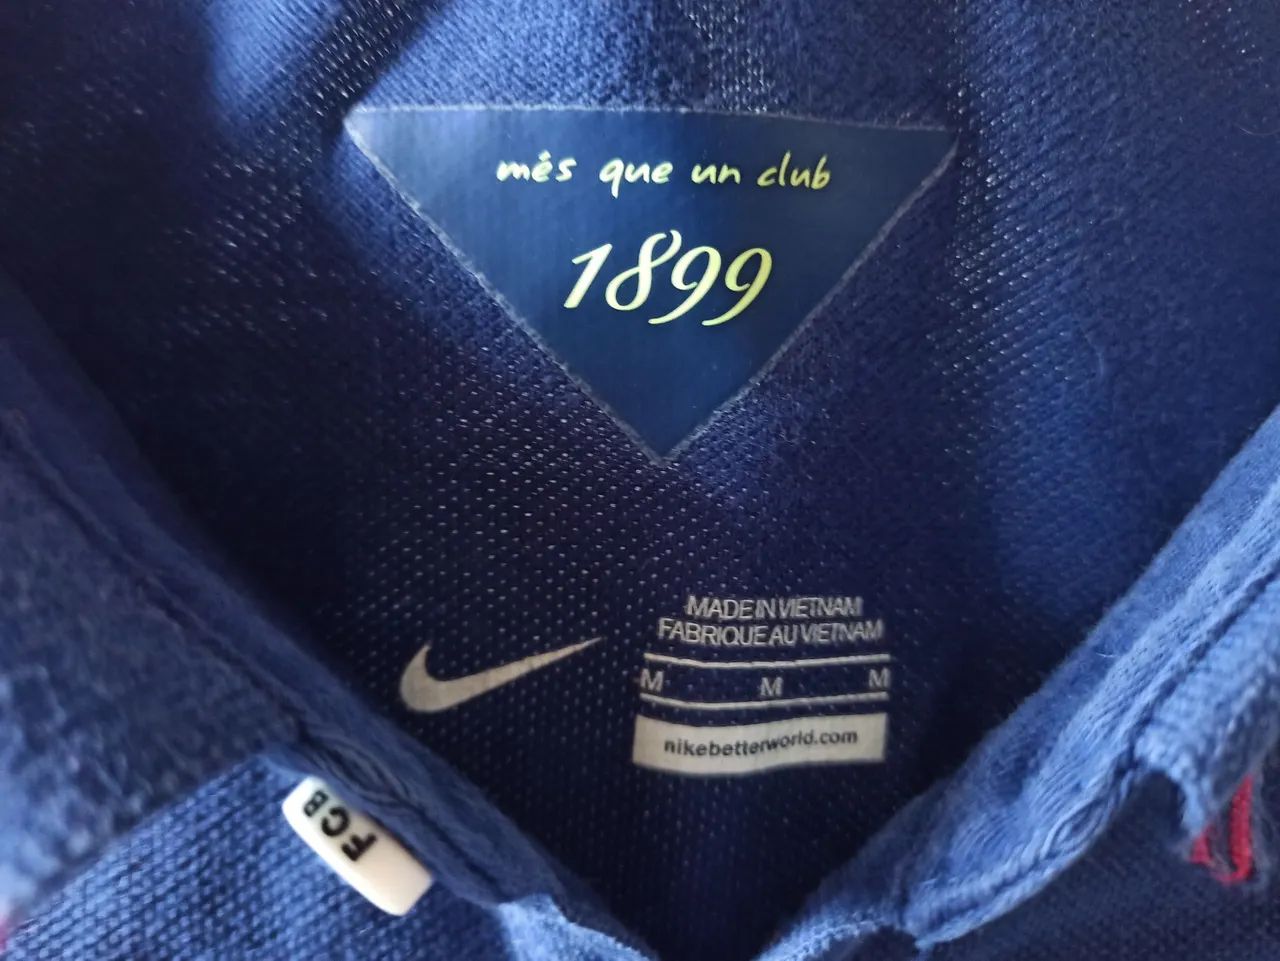 més que un club
1899
MADE IN VIETNAM
FABRIQUE AU VIETNAM
M M M
nikebetterworld.com
FCB